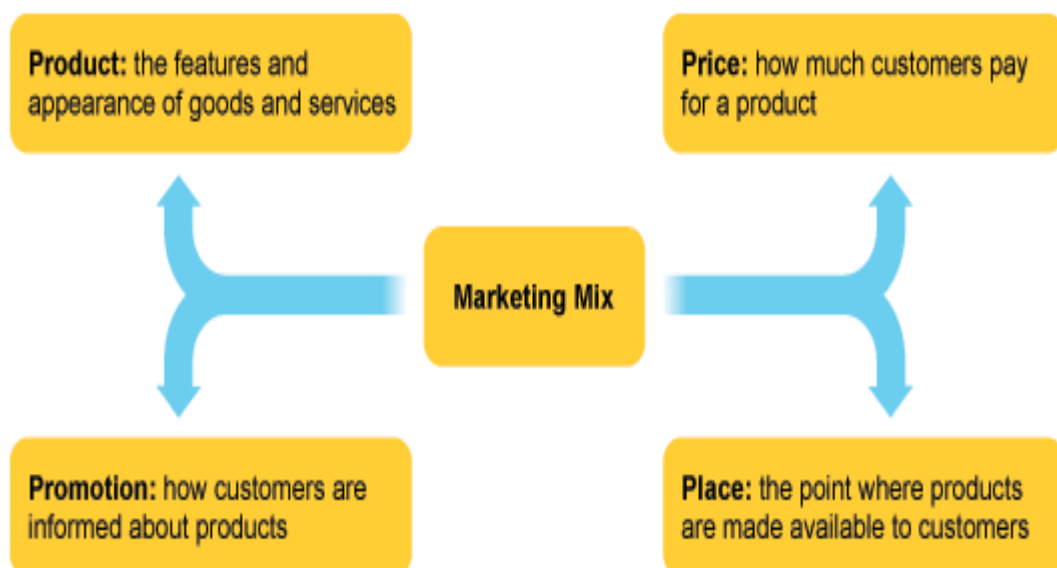 Product: the features and
appearance of goods and services
Price: how much customers pay
for a product
Marketing Mix
Promotion: how customers are
informed about products
Place: the point where products
are made available to customers